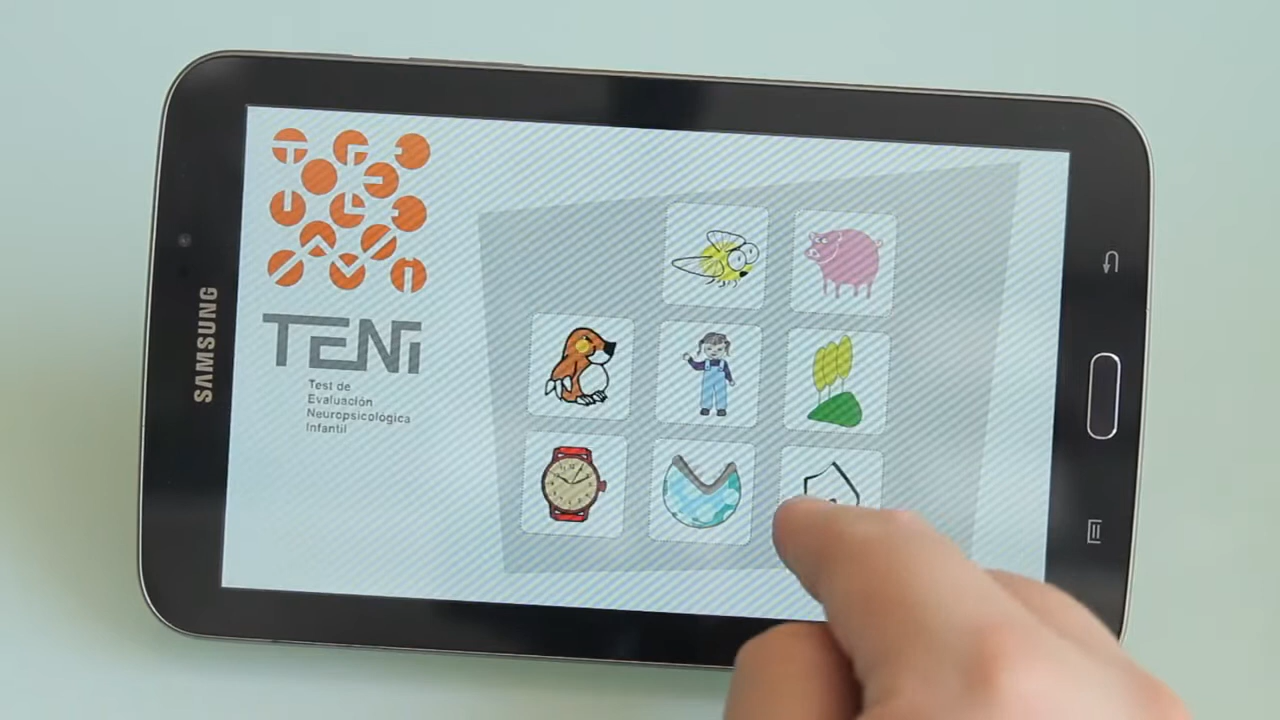 SAMSUNG
TENi
Test de
Evaluación
Neuropsicológica
Infantil